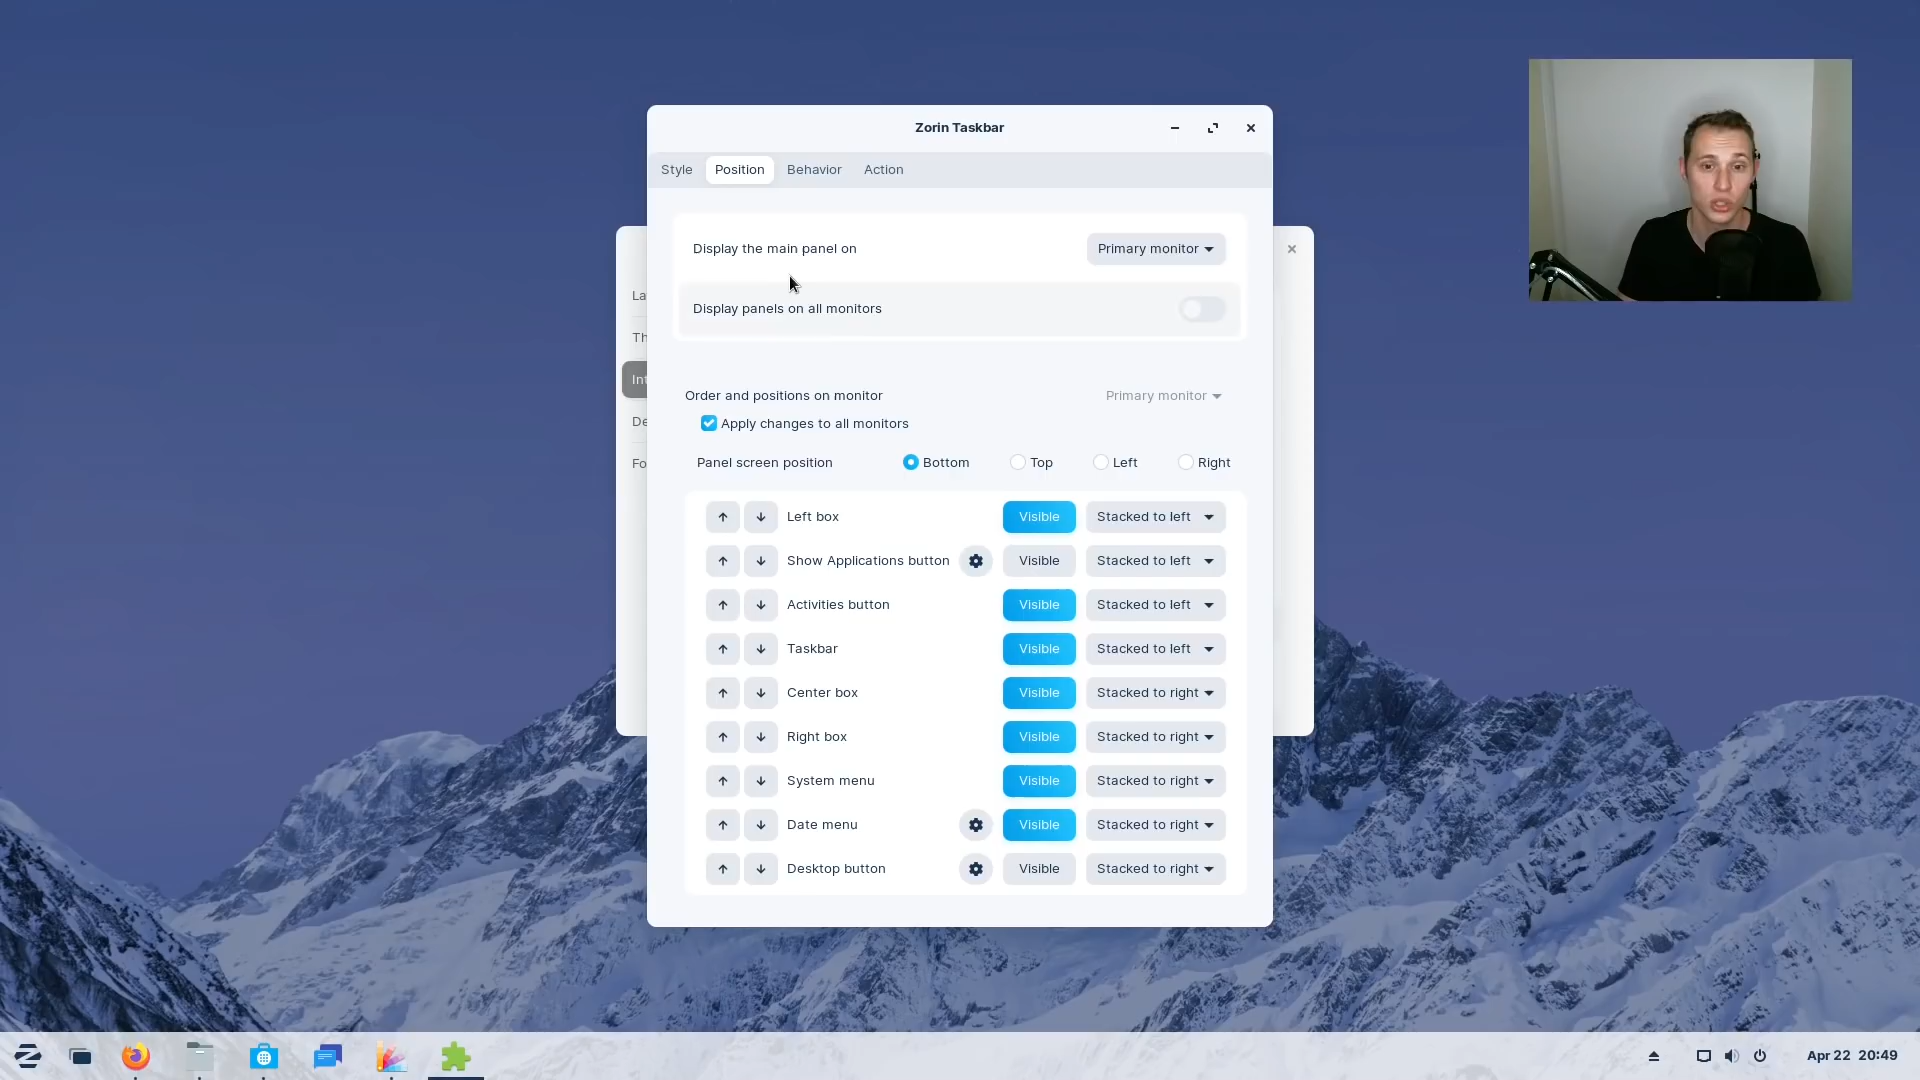 Zorin Taskbar
Style Position Behavior Action
Display the main panel on Primary monitor
Display panels on all monitors
La
Th
Int
De
Fo
Order and positions on monitor Primary monitor
Apply changes to all monitors
Panel screen position Bottom Top Left Right
Left box Visible Stacked to left
Show Applications button Visible Stacked to left
Activities button Visible Stacked to left
Taskbar Visible Stacked to left
Center box Visible Stacked to right
Right box Visible Stacked to right
System menu Visible Stacked to right
Date menu Visible Stacked to right
Desktop button Visible Stacked to right
Apr 22 20:49